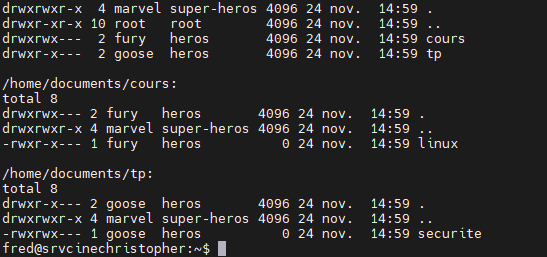 drwxrwxr-x  4 marvel super-heros 4096 24 nov.  14:59 .
drwxrwxr-x 10 root   root        4096 24 nov.  14:59 ..
drwxrwx---  2 fury   heros       4096 24 nov.  14:59 cours
drwxr-x---  2 goose  heros       4096 24 nov.  14:59 tp

/home/documents/cours:
total 8
drwxrwx--- 2 fury   heros       4096 24 nov.  14:59 .
drwxrwxr-x 4 marvel super-heros 4096 24 nov.  14:59 ..
-rwxr-x--- 1 fury   heros          0 24 nov.  14:59 linux

/home/documents/tp:
total 8
drwxr-x--- 2 goose  heros       4096 24 nov.  14:59 .
drwxrwxr-x 4 marvel super-heros 4096 24 nov.  14:59 ..
-rwxrwx--- 1 goose  heros          0 24 nov.  14:59 securite
fred@srvcinechristopher:~$